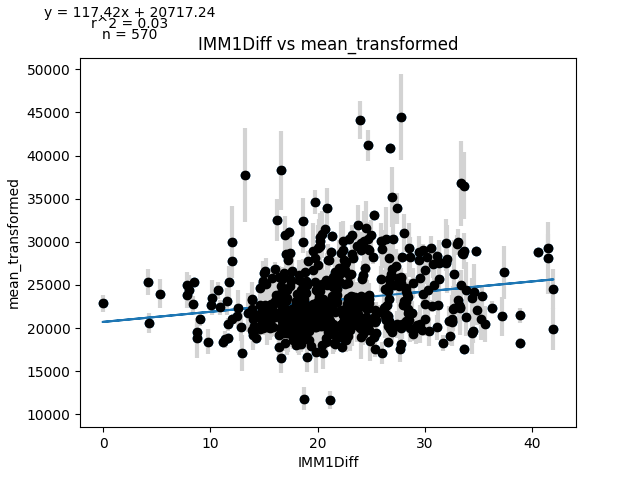 y = 117.42x + 20717.24
r^2 = 0.03
n = 570
IMM1Diff vs mean_transformed
50000
45000
40000
35000
30000
25000
20000
15000
10000
mean_transformed
0 10 20 30 40
IMM1Diff